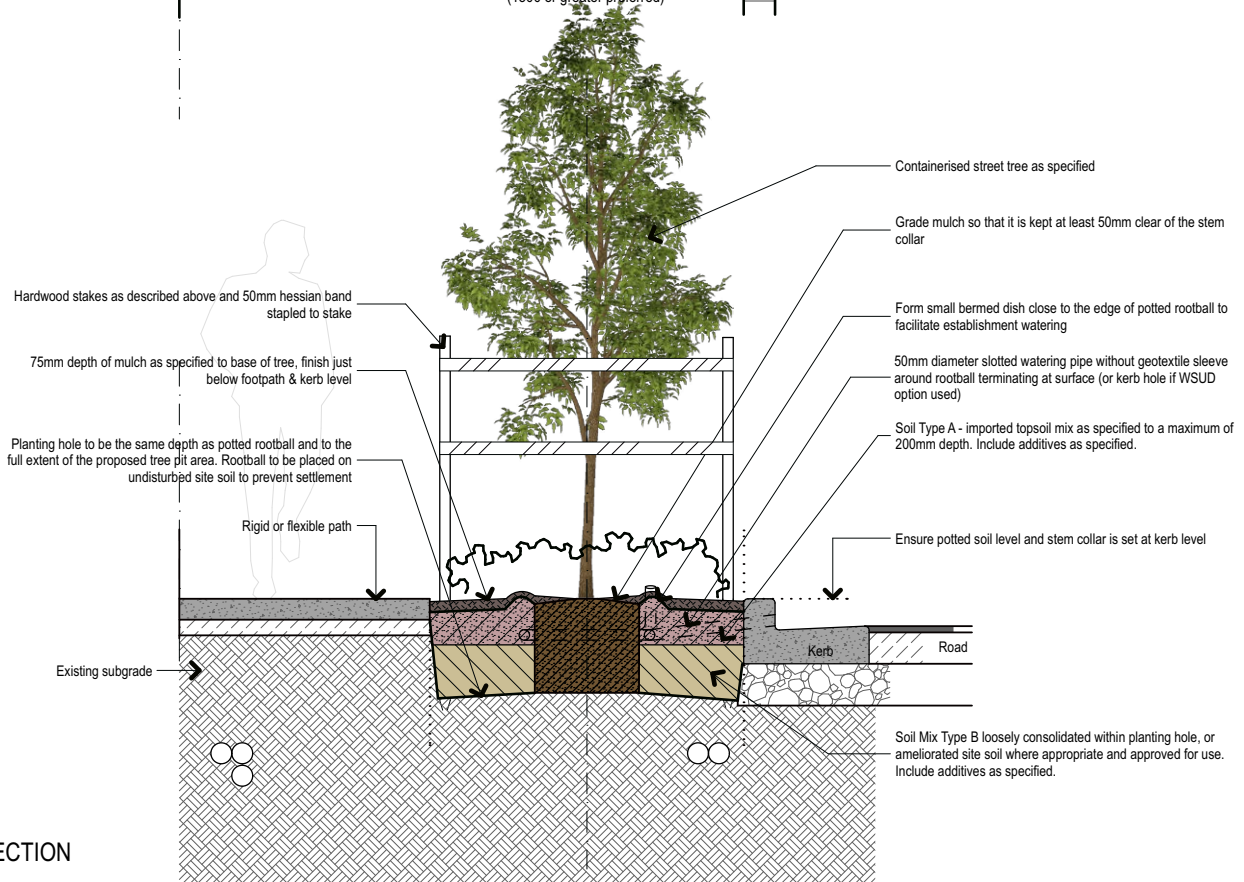 Containerised street tree as specified
Grade mulch so that it is kept at least 50mm clear of the stem
collar
Hardwood stakes as described above and 50mm hessian band
stapled to stake
Form small bermed dish close to the edge of potted rootball to
facilitate establishment watering
75mm depth of mulch as specified to base of tree, finish just
below footpath & kerb level
50mm diameter slotted watering pipe without geotextile sleeve
around rootball terminating at surface (or kerb hole if WSUD
option used)
Planting hole to be the same depth as potted rootball and to the
full extent of the proposed tree pit area. Rootball to be placed on
undisturbed site soil to prevent settlement
Soil Type A - imported topsoil mix as specified to a maximum of
200mm depth. Include additives as specified.
Rigid or flexible path
Ensure potted soil level and stem collar is set at kerb level
Kerb
Road
Existing subgrade
Soil Mix Type B loosely consolidated within planting hole, or
ameliorated site soil where appropriate and approved for use.
Include additives as specified.
ECTION